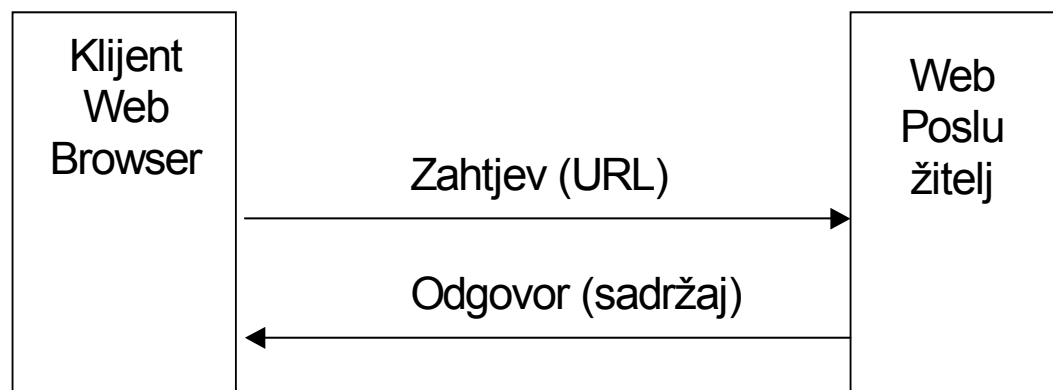 Klijent
Web
Browser
Web
Poslu
žitelj
Zahtjev (URL)
Odgovor (sadržaj)